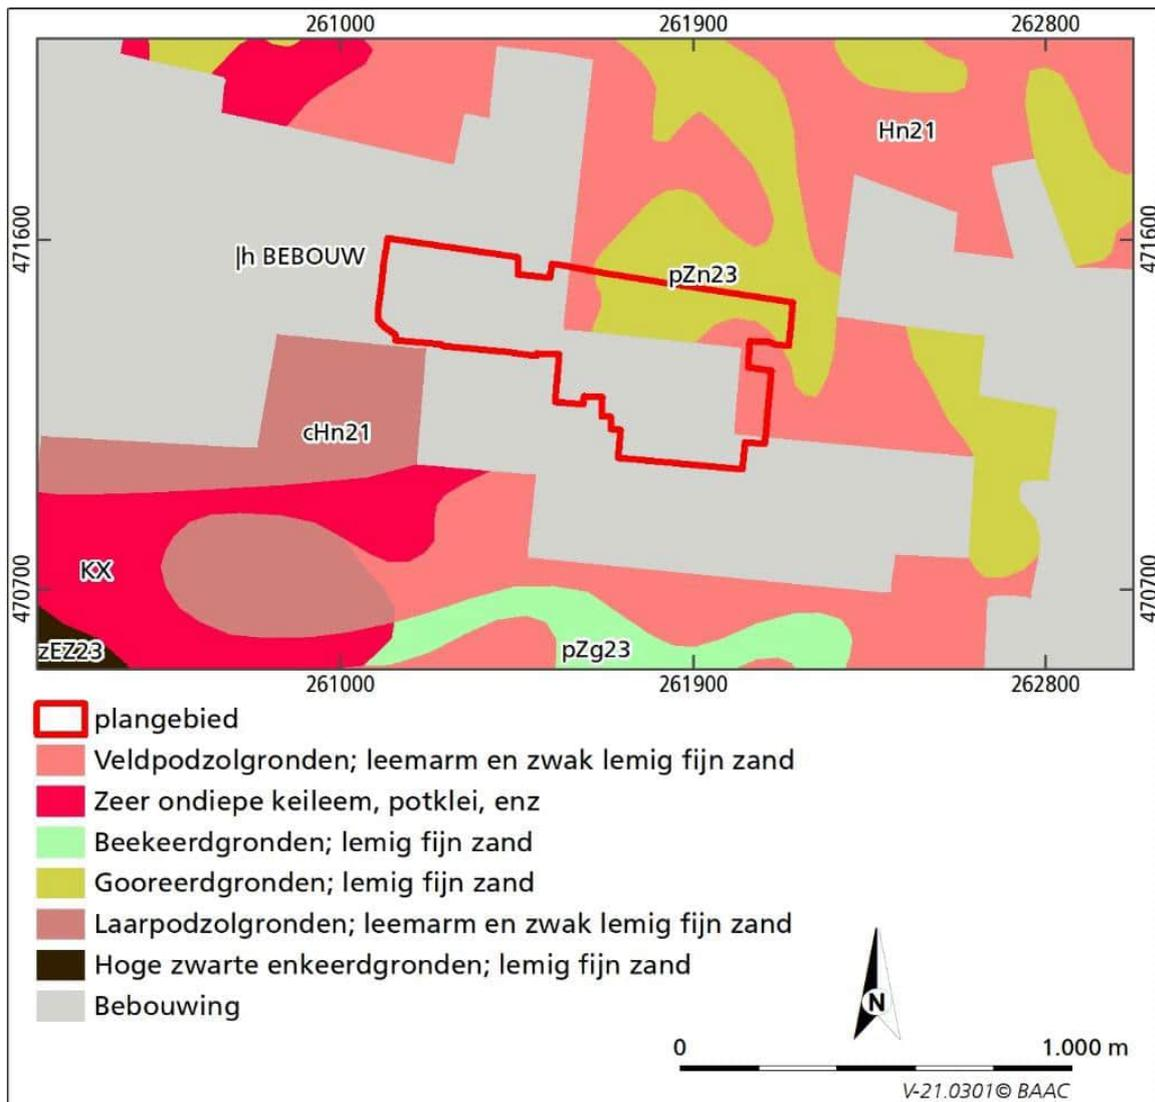 261000 261900 262800
Hn21
471600 471600
|h BEBOUW
pZn23
cHn21
KX
470700 470700
zEZ23
pZg23
261000 261900 262800
plangebied
Veldpodzolgronden; leemarm en zwak lemig fijn zand
Zeer ondiepe keileem, potklei, enz
Beekeerdgronden; lemig fijn zand
Gooreerdgronden; lemig fijn zand
Laarpodzolgronden; leemarm en zwak lemig fijn zand
Hoge zwarte enkeerdgronden; lemig fijn zand
Bebouwing
N
0 1.000 m
V-21.0301© BAAC